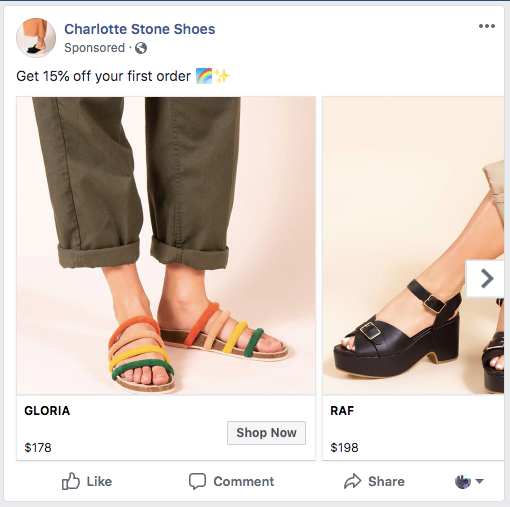 Charlotte Stone Shoes
Sponsored ·
Get 15% off your first order 🌈✨
GLORIA
$178
Shop Now
RAF
$198
Like
Comment
Share